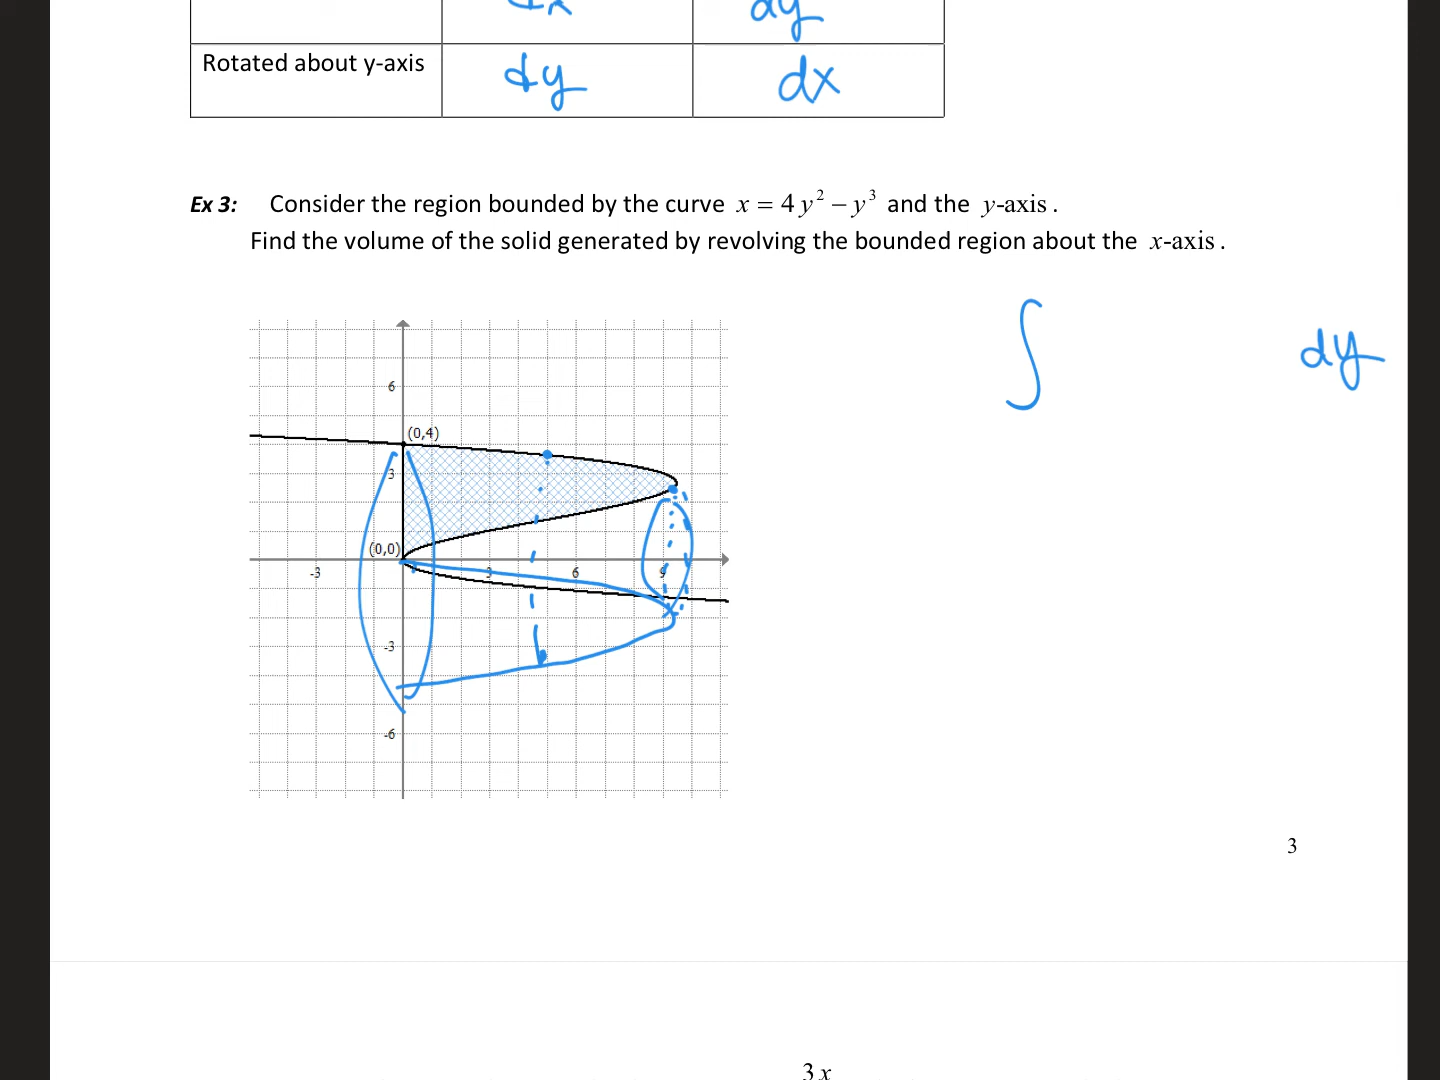 dx dy
Rotated about y-axis dy dx
Ex 3: Consider the region bounded by the curve x = 4y² − y³ and the y-axis.
Find the volume of the solid generated by revolving the bounded region about the x-axis.
∫ dy
6
(0,4)
3
(0,0)
-3 3 6 9
-3
-6
3
3x